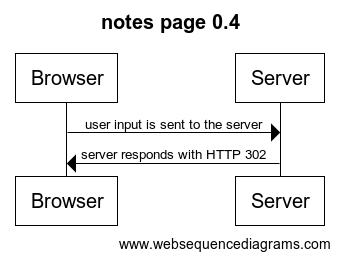 notes page 0.4
Browser
Server
user input is sent to the server
server responds with HTTP 302
Browser
Server
www.websequencediagrams.com